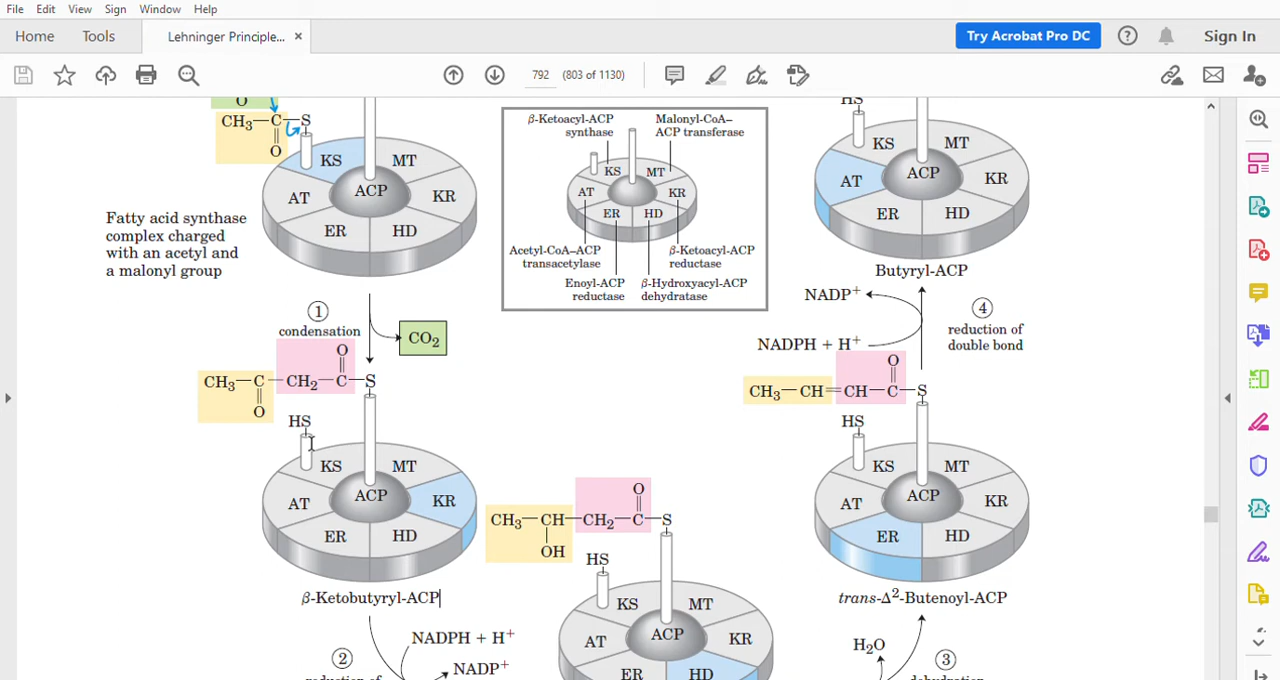 File Edit View Sign Window Help
Home Tools Lehninger Principle... × Try Acrobat Pro DC Sign In
792 (803 of 1130)
O
CH₃—C—S
O
KS MT
AT ACP KR
ER HD
Fatty acid synthase
complex charged
with an acetyl and
a malonyl group
β-Ketoacyl-ACP
synthase
Malonyl-CoA–
ACP transferase
KS MT
AT ACP KR
ER HD
Acetyl-CoA–ACP
transacetylase
β-Ketoacyl-ACP
reductase
Enoyl-ACP
reductase
β-Hydroxyacyl-ACP
dehydratase
HS
KS MT
AT ACP KR
ER HD
Butyryl-ACP
1
condensation
CO₂
NADP⁺
NADPH + H⁺
4
reduction of
double bond
O
CH₃—C—CH₂—C—S
O
HS
KS MT
AT ACP KR
ER HD
β-Ketobutyryl-ACP
O
CH₃—CH=CH—C—S
HS
KS MT
AT ACP KR
ER HD
trans-Δ²-Butenoyl-ACP
O
CH₃—CH—CH₂—C—S
OH
HS
KS MT
AT ACP KR
ER HD
NADPH + H⁺
2
NADP⁺
reduction of
H₂O
3
dehydration